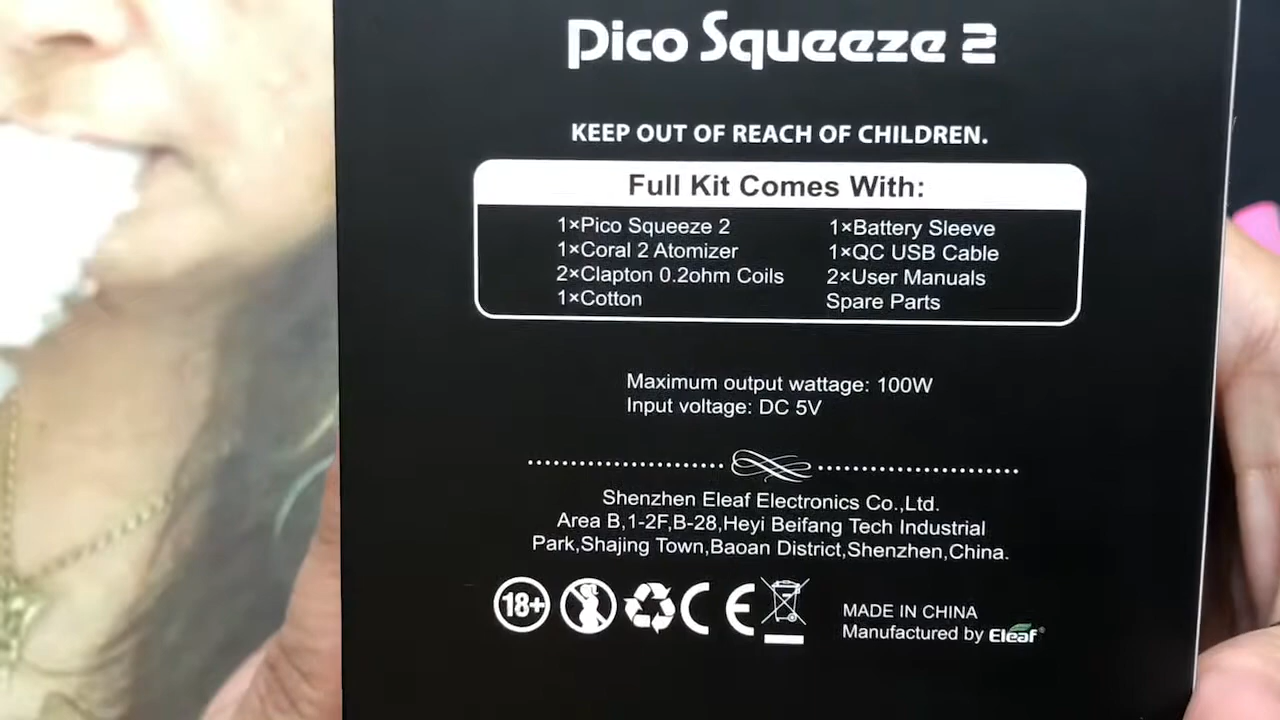 Pico Squeeze 2
KEEP OUT OF REACH OF CHILDREN.
Full Kit Comes With:
1×Pico Squeeze 2
1×Coral 2 Atomizer
2×Clapton 0.2ohm Coils
1×Cotton
1×Battery Sleeve
1×QC USB Cable
2×User Manuals
Spare Parts
Maximum output wattage: 100W
Input voltage: DC 5V
Shenzhen Eleaf Electronics Co.,Ltd.
Area B,1-2F,B-28,Heyi Beifang Tech Industrial
Park,Shajing Town,Baoan District,Shenzhen,China.
18+
CE
MADE IN CHINA
Manufactured by Eleaf®